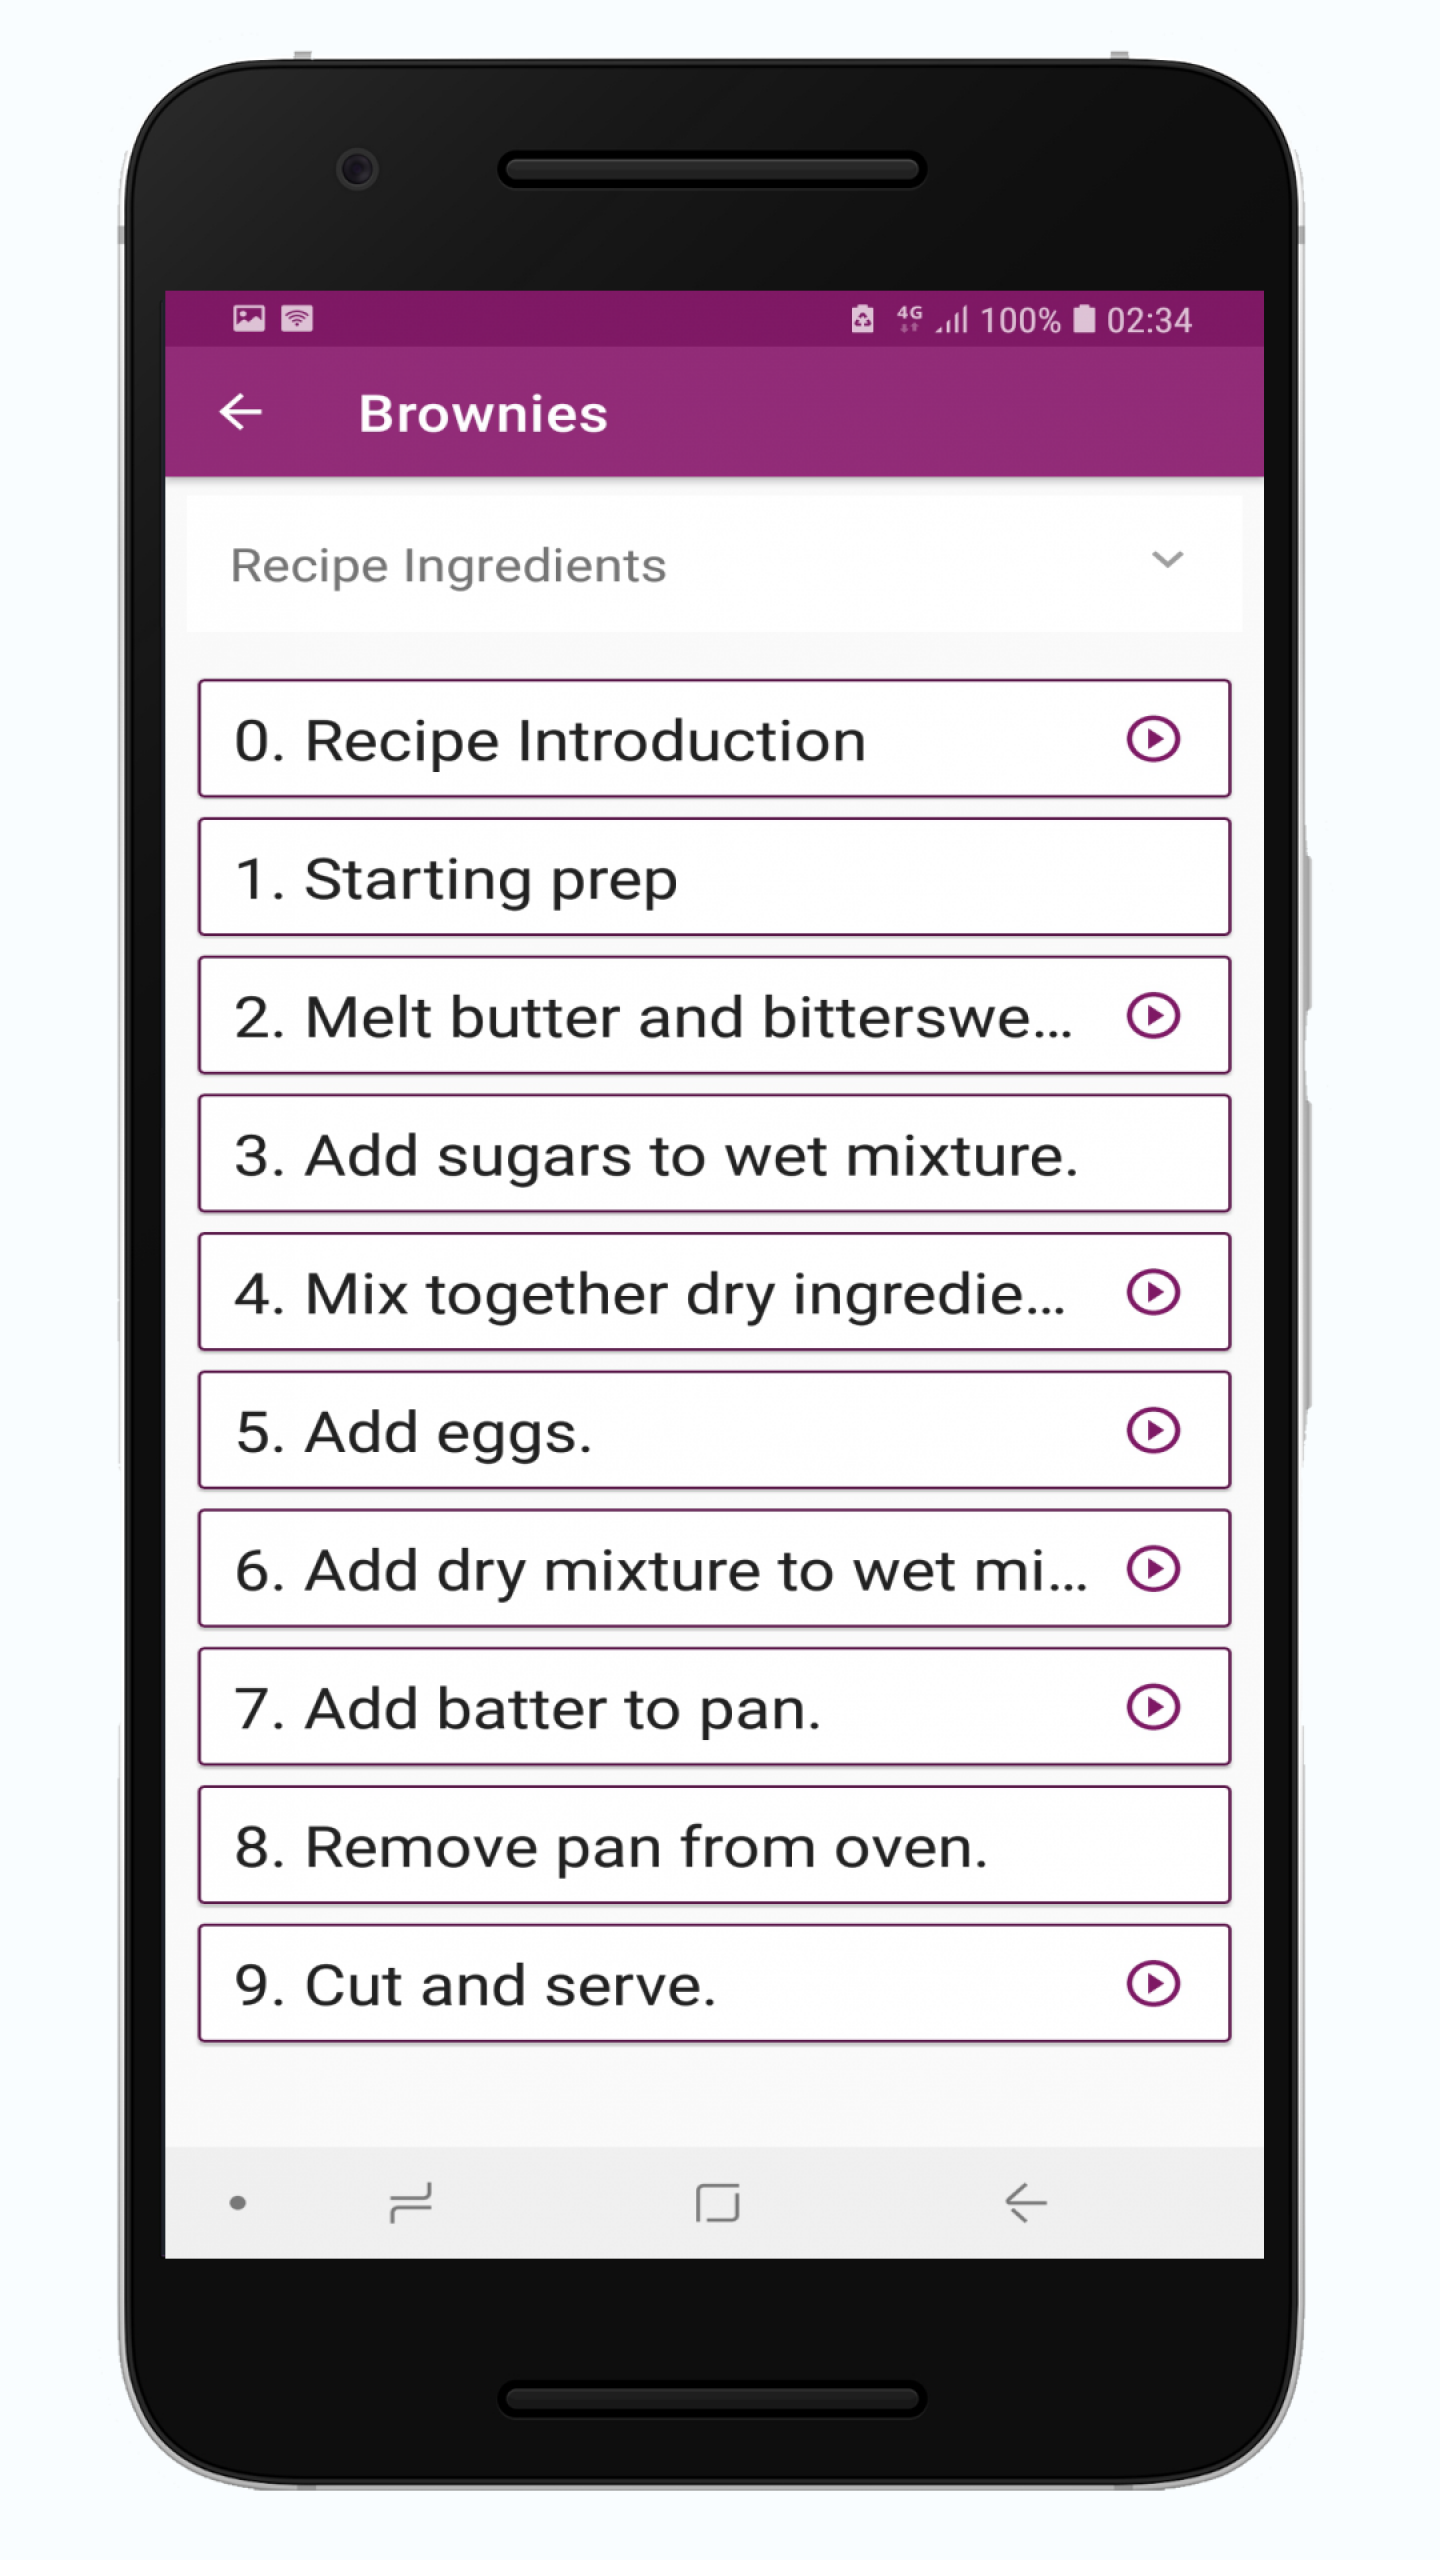 4G 100% 02:34
Brownies
Recipe Ingredients
0. Recipe Introduction
1. Starting prep
2. Melt butter and bitterswe...
3. Add sugars to wet mixture.
4. Mix together dry ingredie...
5. Add eggs.
6. Add dry mixture to wet mi...
7. Add batter to pan.
8. Remove pan from oven.
9. Cut and serve.